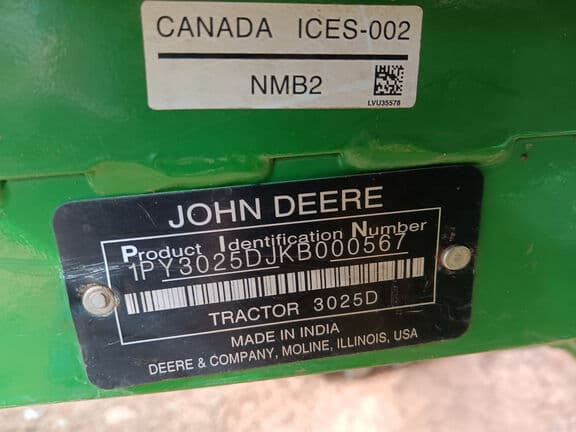 CANADA ICES-002
NMB2
LVU35578
JOHN DEERE
Product Identification Number
1PY3025DJKB000567
TRACTOR 3025D
MADE IN INDIA
DEERE & COMPANY, MOLINE, ILLINOIS, USA